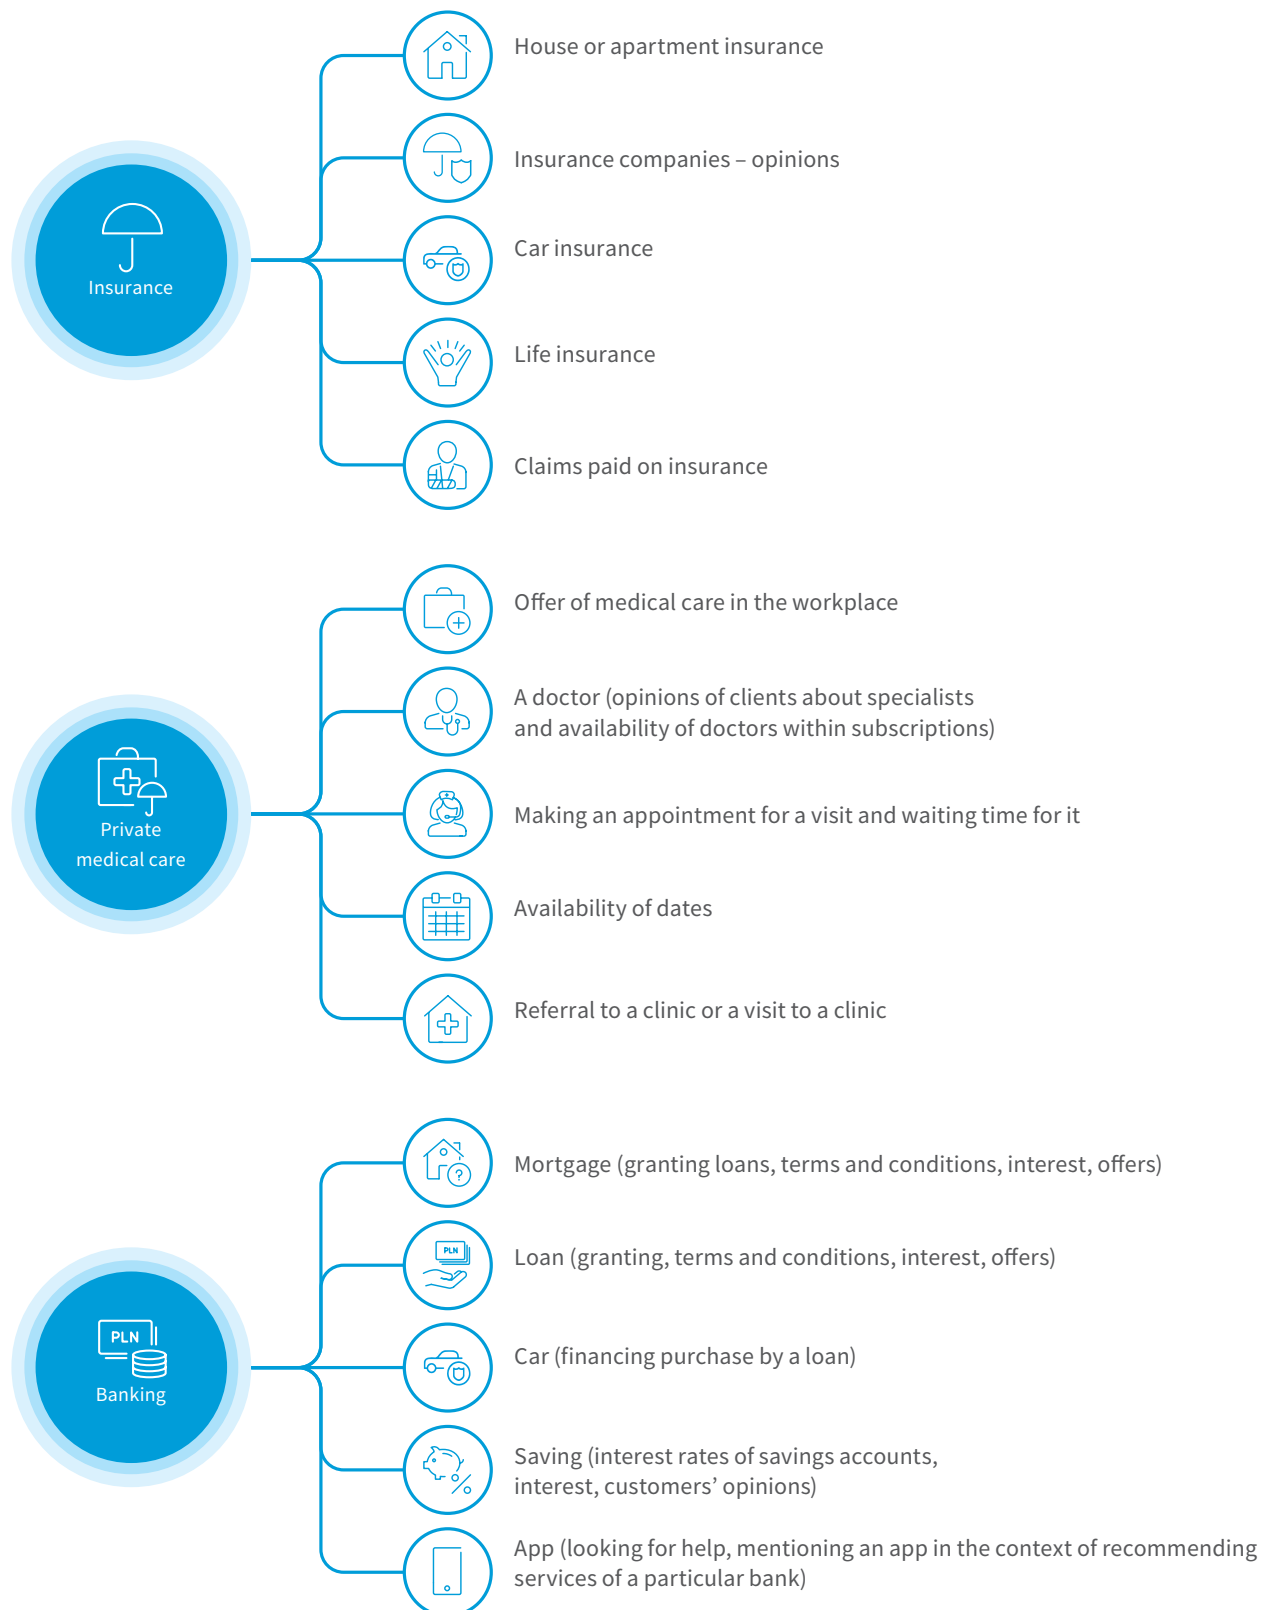 House or apartment insurance
Insurance companies – opinions
Insurance
Car insurance
Life insurance
Claims paid on insurance
Offer of medical care in the workplace
A doctor (opinions of clients about specialists
and availability of doctors within subscriptions)
Private
medical care
Making an appointment for a visit and waiting time for it
Availability of dates
Referral to a clinic or a visit to a clinic
Mortgage (granting loans, terms and conditions, interest, offers)
PLN
Loan (granting, terms and conditions, interest, offers)
PLN
Banking
Car (financing purchase by a loan)
Saving (interest rates of savings accounts,
interest, customers’ opinions)
App (looking for help, mentioning an app in the context of recommending
services of a particular bank)